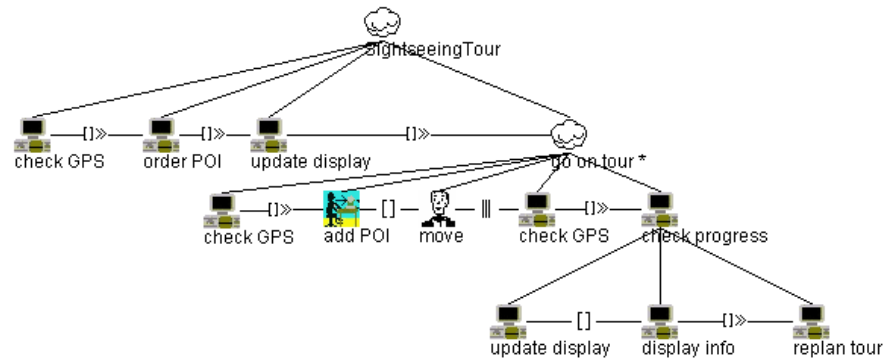 SightseeingTour
[]» []» []»
check GPS order POI update display go on tour *
[]» [] ||| []»
check GPS add POI move check GPS check progress
[] []»
update display display info replan tour